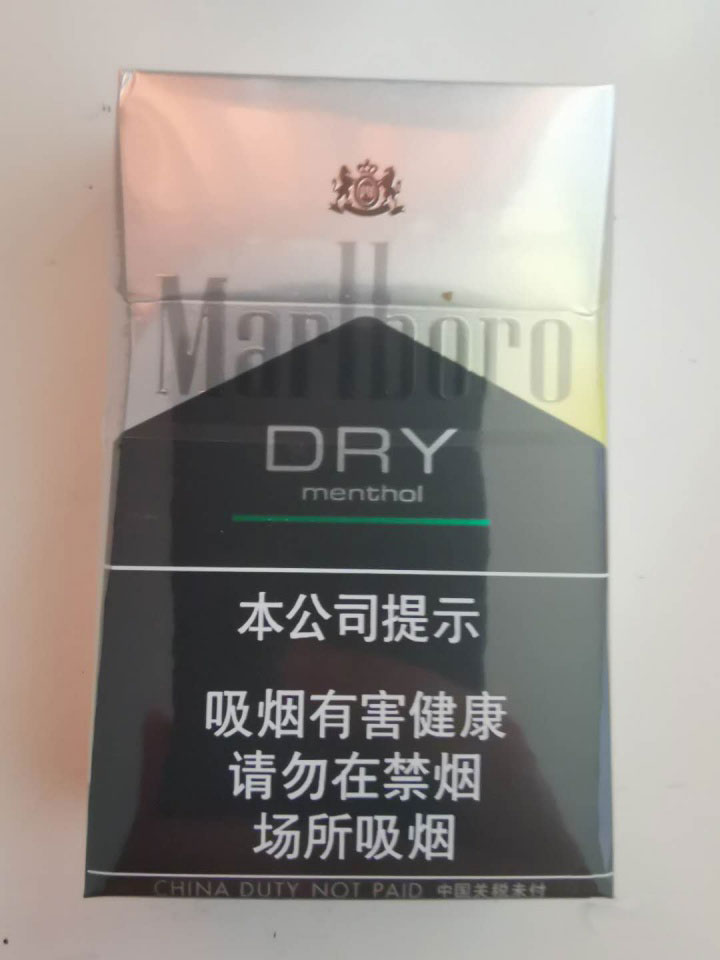 Marlboro
DRY
menthol
本公司提示
吸烟有害健康
请勿在禁烟
场所吸烟
CHINA DUTY NOT PAID 中国关税未付